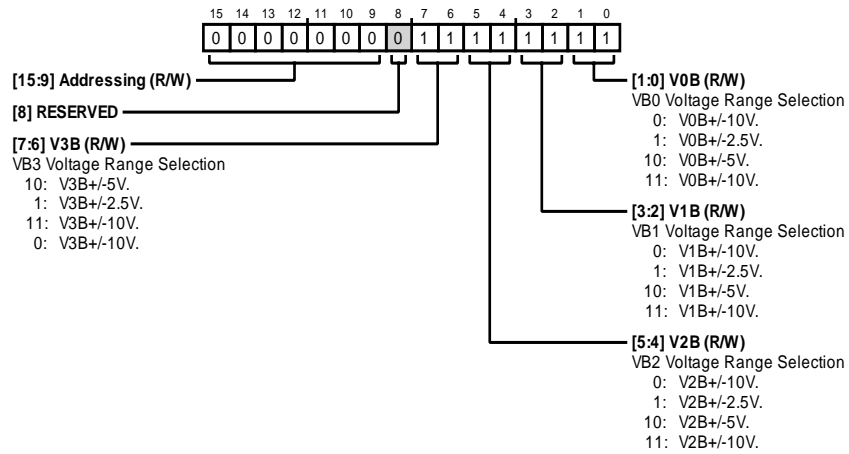 15 14 13 12 11 10 9 8 7 6 5 4 3 2 1 0
0 0 0 0 0 0 0 0 1 1 1 1 1 1 1 1
[15:9] Addressing (R/W)
[8] RESERVED
[7:6] V3B (R/W)
VB3 Voltage Range Selection
10: V3B+/-5V.
1: V3B+/-2.5V.
11: V3B+/-10V.
0: V3B+/-10V.
[1:0] V0B (R/W)
VB0 Voltage Range Selection
0: V0B+/-10V.
1: V0B+/-2.5V.
10: V0B+/-5V.
11: V0B+/-10V.
[3:2] V1B (R/W)
VB1 Voltage Range Selection
0: V1B+/-10V.
1: V1B+/-2.5V.
10: V1B+/-5V.
11: V1B+/-10V.
[5:4] V2B (R/W)
VB2 Voltage Range Selection
0: V2B+/-10V.
1: V2B+/-2.5V.
10: V2B+/-5V.
11: V2B+/-10V.